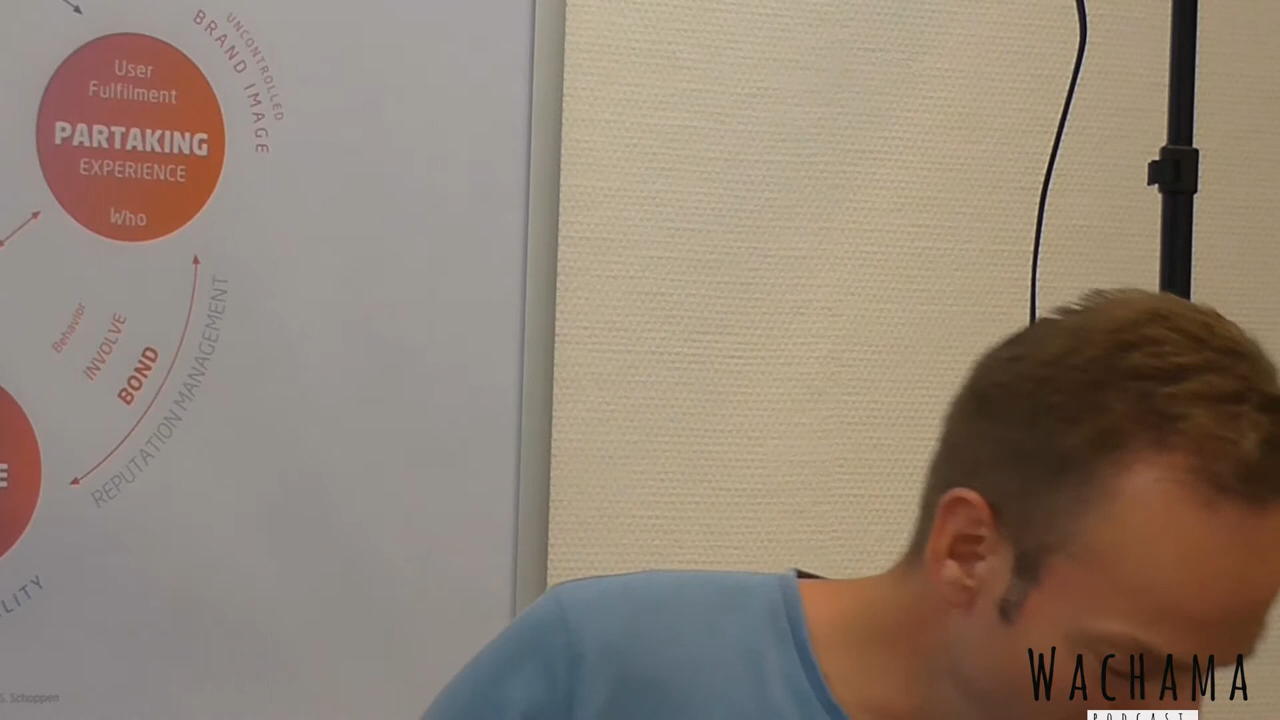 UNCONTROLLED
BRAND IMAGE
User
Fulfilment
PARTAKING
EXPERIENCE
Who
Behavior
INVOLVE
BOND
REPUTATION MANAGEMENT
E
LITY
S. Schoppen
WACHAMA
PODCAST